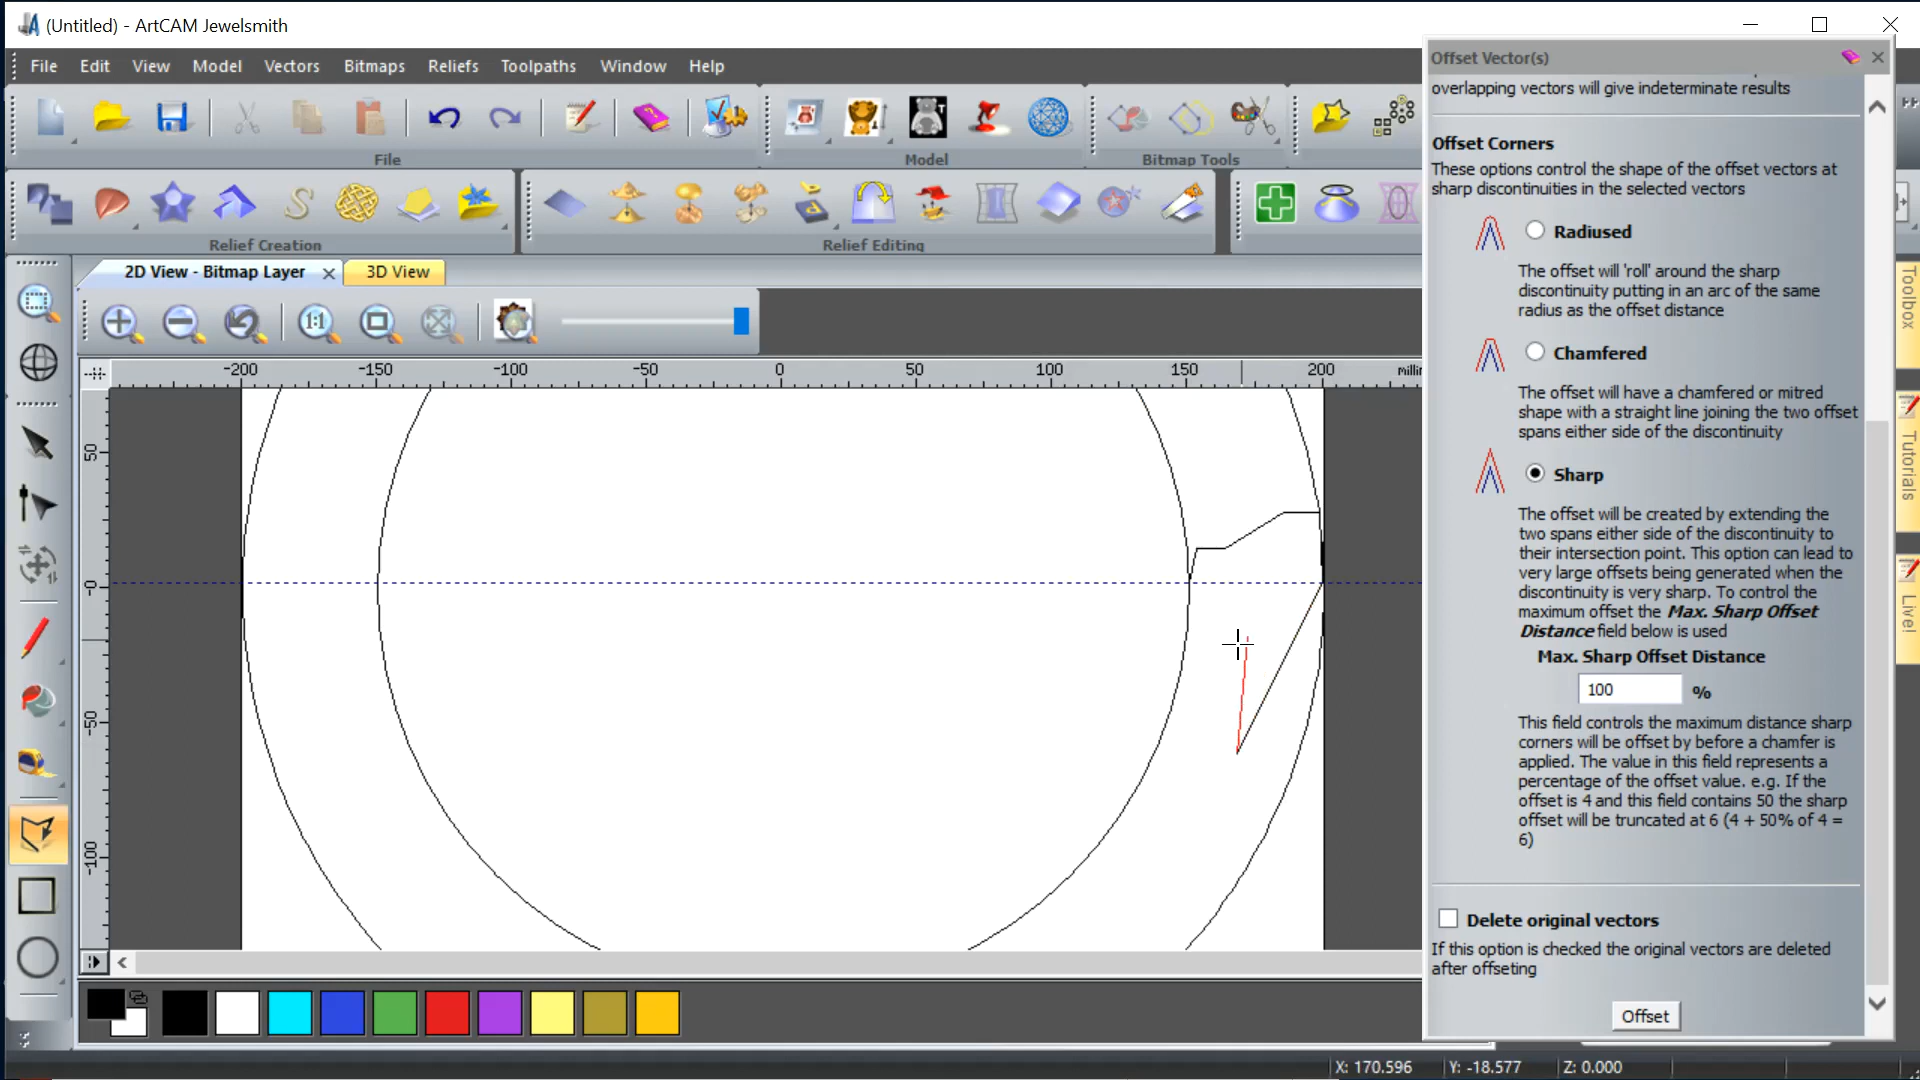 (Untitled) - ArtCAM Jewelsmith
File Edit View Model Vectors Bitmaps Reliefs Toolpaths Window Help
File Model Bitmap Tools
Relief Creation Relief Editing
2D View - Bitmap Layer 3D View
1:1
-200 -150 -100 -50 0 50 100 150 200
50
-0
-50
-100
Offset Vector(s)
overlapping vectors will give indeterminate results
Offset Corners
These options control the shape of the offset vectors at
sharp discontinuities in the selected vectors
Radiused
The offset will 'roll' around the sharp
discontinuity putting in an arc of the same
radius as the offset distance
Chamfered
The offset will have a chamfered or mitred
shape with a straight line joining the two offset
spans either side of the discontinuity
Sharp
The offset will be created by extending the
two spans either side of the discontinuity to
their intersection point. This option can lead to
very large offsets being generated when the
discontinuity is very sharp. To control the
maximum offset the Max. Sharp Offset
Distance field below is used
Max. Sharp Offset Distance
100 %
This field controls the maximum distance sharp
corners will be offset by before a chamfer is
applied. The value in this field represents a
percentage of the offset value. e.g. If the
offset is 4 and this field contains 50 the sharp
offset will be truncated at 6 (4 + 50% of 4 =
6)
Delete original vectors
If this option is checked the original vectors are deleted
after offseting
Offset
Toolbox
Tutorials
Live!
X: 170.596 Y: -18.577 Z: 0.000